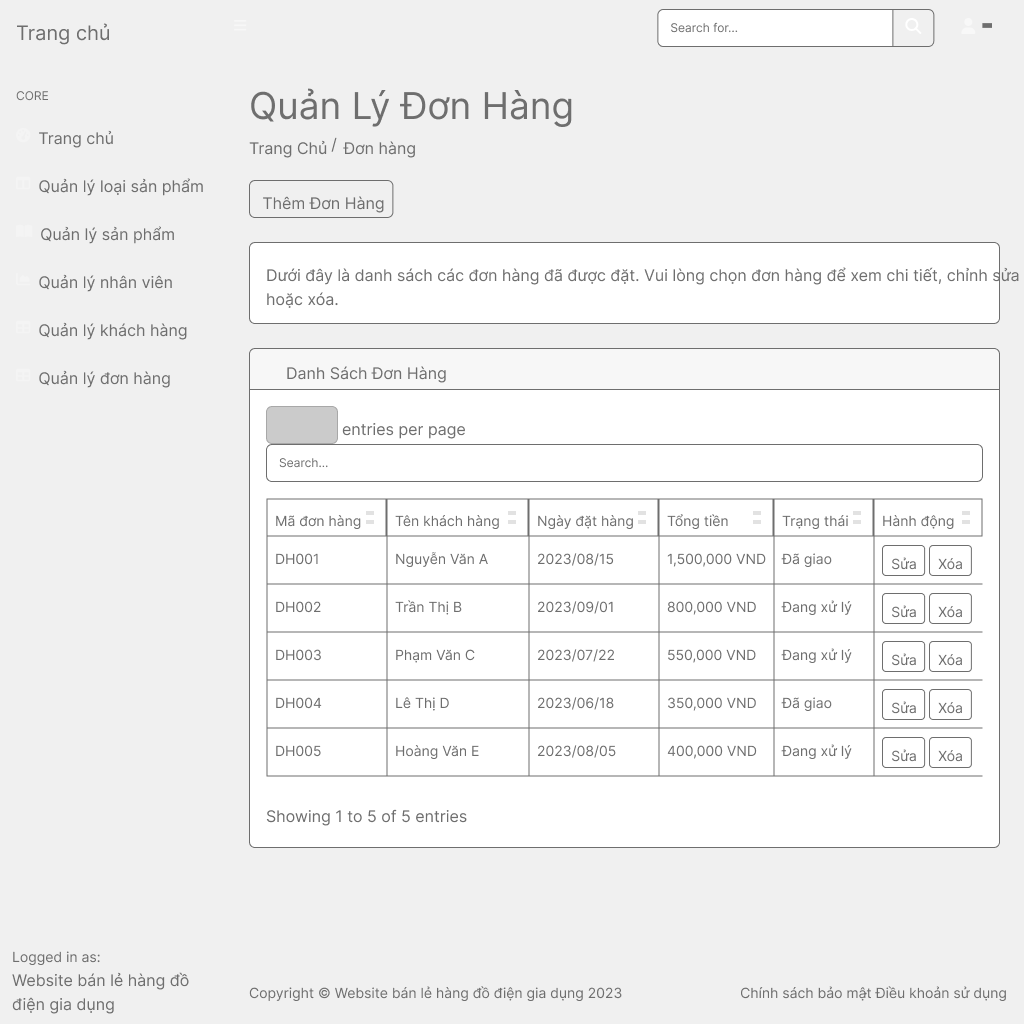 Trang chủ
Search for...
CORE
Trang chủ
Quản lý loại sản phẩm
Quản lý sản phẩm
Quản lý nhân viên
Quản lý khách hàng
Quản lý đơn hàng
Quản Lý Đơn Hàng
Trang Chủ / Đơn hàng
Thêm Đơn Hàng
Dưới đây là danh sách các đơn hàng đã được đặt. Vui lòng chọn đơn hàng để xem chi tiết, chỉnh sửa
hoặc xóa.
Danh Sách Đơn Hàng
entries per page
Search...
Mã đơn hàng Tên khách hàng Ngày đặt hàng Tổng tiền Trạng thái Hành động
DH001 Nguyễn Văn A 2023/08/15 1,500,000 VND Đã giao Sửa Xóa
DH002 Trần Thị B 2023/09/01 800,000 VND Đang xử lý Sửa Xóa
DH003 Phạm Văn C 2023/07/22 550,000 VND Đang xử lý Sửa Xóa
DH004 Lê Thị D 2023/06/18 350,000 VND Đã giao Sửa Xóa
DH005 Hoàng Văn E 2023/08/05 400,000 VND Đang xử lý Sửa Xóa
Showing 1 to 5 of 5 entries
Logged in as:
Website bán lẻ hàng đồ
điện gia dụng
Copyright © Website bán lẻ hàng đồ điện gia dụng 2023
Chính sách bảo mật Điều khoản sử dụng